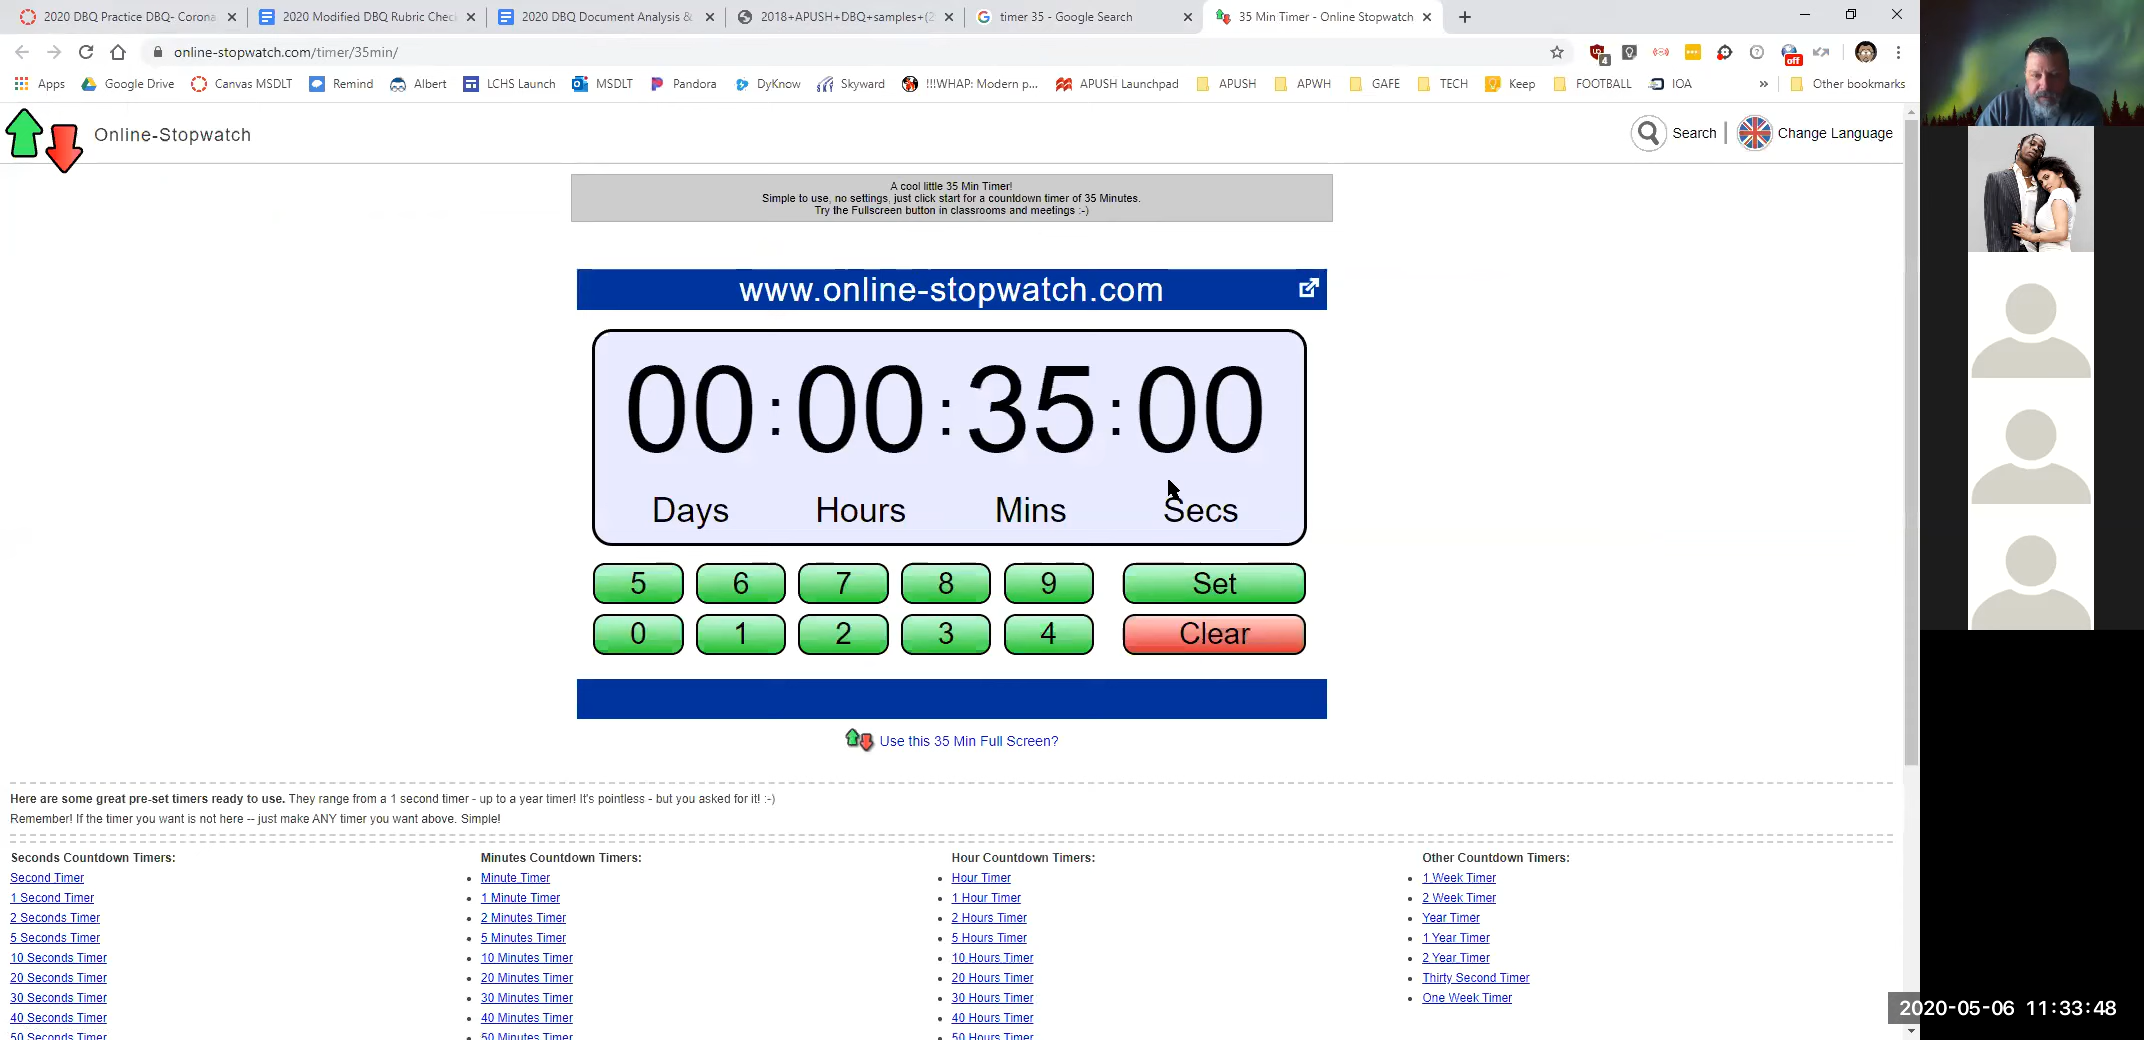 2020 DBQ Practice DBQ- Corona
2020 Modified DBQ Rubric Chec
2020 DBQ Document Analysis &
2018+APUSH+DBQ+samples+(2
timer 35 - Google Search
35 Min Timer - Online Stopwatch
online-stopwatch.com/timer/35min/
4
off
Apps
Google Drive
Canvas MSDLT
Remind
Albert
LCHS Launch
MSDLT
Pandora
DyKnow
Skyward
!!!WHAP: Modern p...
APUSH Launchpad
APUSH
APWH
GAFE
TECH
Keep
FOOTBALL
IOA
»
Other bookmarks
Online-Stopwatch
Search | Change Language
A cool little 35 Min Timer!
Simple to use, no settings, just click start for a countdown timer of 35 Minutes.
Try the Fullscreen button in classrooms and meetings :-)
www.online-stopwatch.com
00:00:35:00
Days Hours Mins Secs
5 6 7 8 9 Set
0 1 2 3 4 Clear
Use this 35 Min Full Screen?
Here are some great pre-set timers ready to use. They range from a 1 second timer - up to a year timer! It's pointless - but you asked for it! :-)
Remember! If the timer you want is not here -- just make ANY timer you want above. Simple!
Seconds Countdown Timers:
Second Timer
1 Second Timer
2 Seconds Timer
5 Seconds Timer
10 Seconds Timer
20 Seconds Timer
30 Seconds Timer
40 Seconds Timer
50 Seconds Timer
Minutes Countdown Timers:
Minute Timer
1 Minute Timer
2 Minutes Timer
5 Minutes Timer
10 Minutes Timer
20 Minutes Timer
30 Minutes Timer
40 Minutes Timer
50 Minutes Timer
Hour Countdown Timers:
Hour Timer
1 Hour Timer
2 Hours Timer
5 Hours Timer
10 Hours Timer
20 Hours Timer
30 Hours Timer
40 Hours Timer
50 Hours Timer
Other Countdown Timers:
1 Week Timer
2 Week Timer
Year Timer
1 Year Timer
2 Year Timer
Thirty Second Timer
One Week Timer
2020-05-06 11:33:48